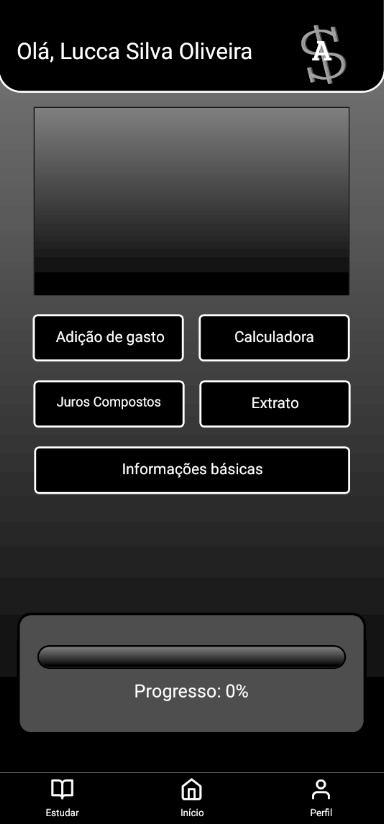 Olá, Lucca Silva Oliveira
A
Adição de gasto
Calculadora
Juros Compostos
Extrato
Informações básicas
Progresso: 0%
Estudar
Início
Perfil